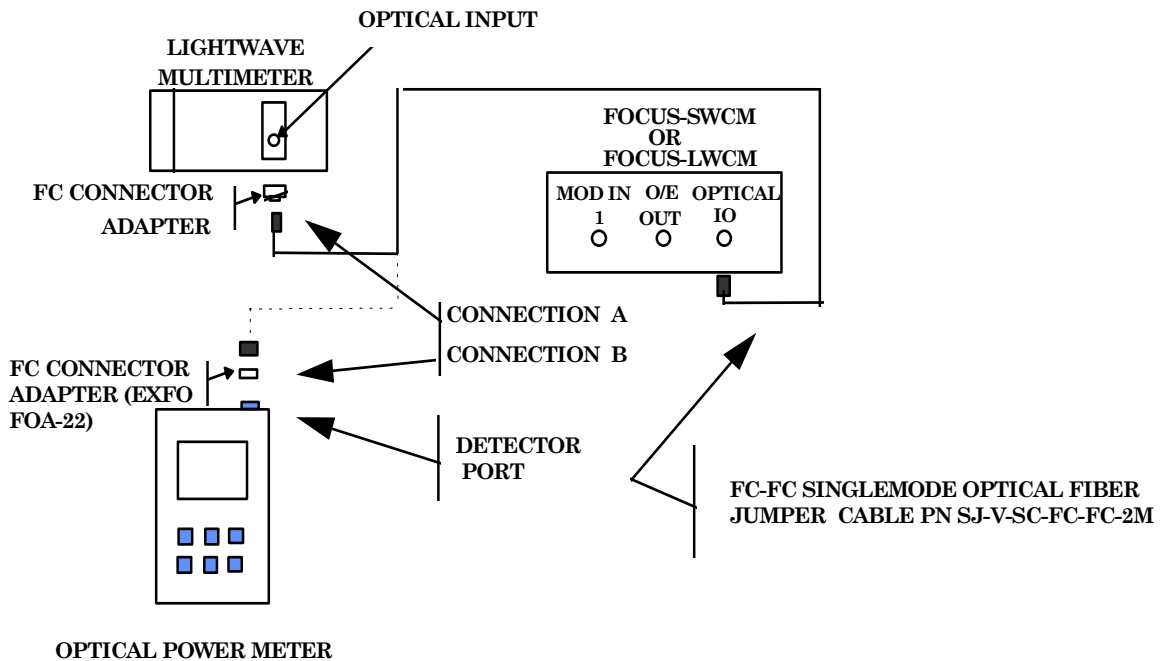 OPTICAL INPUT
LIGHTWAVE
MULTIMETER
FOCUS-SWCM
OR
FOCUS-LWCM
MOD IN O/E OPTICAL
1 OUT IO
FC CONNECTOR
ADAPTER
CONNECTION A
CONNECTION B
FC CONNECTOR
ADAPTER (EXFO
FOA-22)
DETECTOR
PORT
FC-FC SINGLEMODE OPTICAL FIBER
JUMPER CABLE PN SJ-V-SC-FC-FC-2M
OPTICAL POWER METER